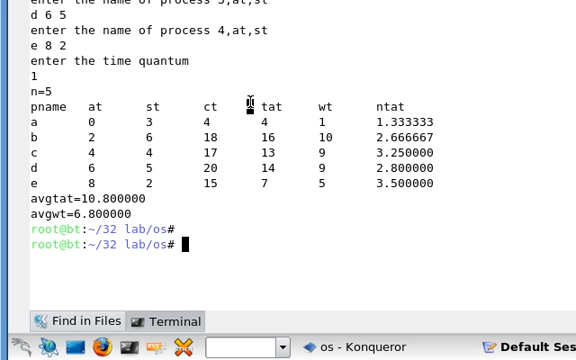 enter the name of process 3,at,st
d 6 5
enter the name of process 4,at,st
e 8 2
enter the time quantum
1
n=5
pname at st ct tat wt ntat
a 0 3 4 4 1 1.333333
b 2 6 18 16 10 2.666667
c 4 4 17 13 9 3.250000
d 6 5 20 14 9 2.800000
e 8 2 15 7 5 3.500000
avgtat=10.800000
avgwt=6.800000
root@bt:~/32 lab/os#
root@bt:~/32 lab/os#
Find in Files Terminal
os - Konqueror Default Ses